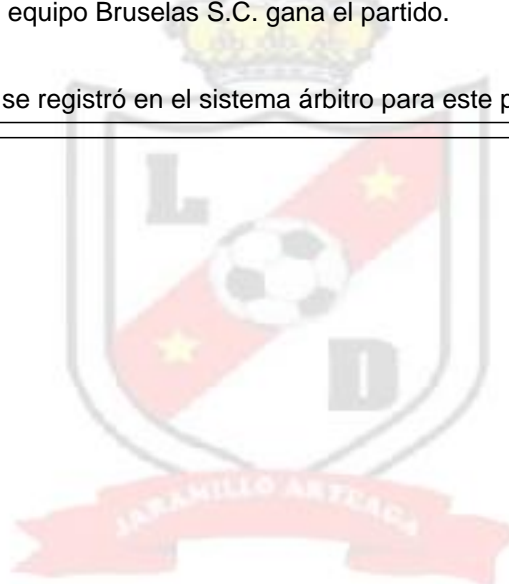 equipo Bruselas S.C. gana el partido.
se registró en el sistema árbitro para este p
L
D
JARAMILLO ARTEAGA